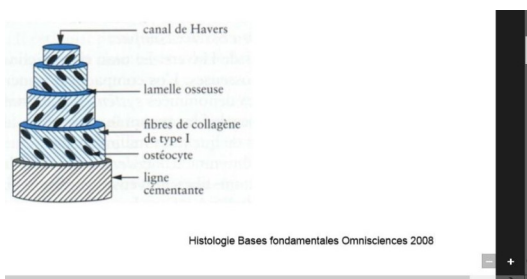 canal de Havers
lamelle osseuse
fibres de collagène
de type I
ostéocyte
ligne
cémentante
Histologie Bases fondamentales Omnisciences 2008